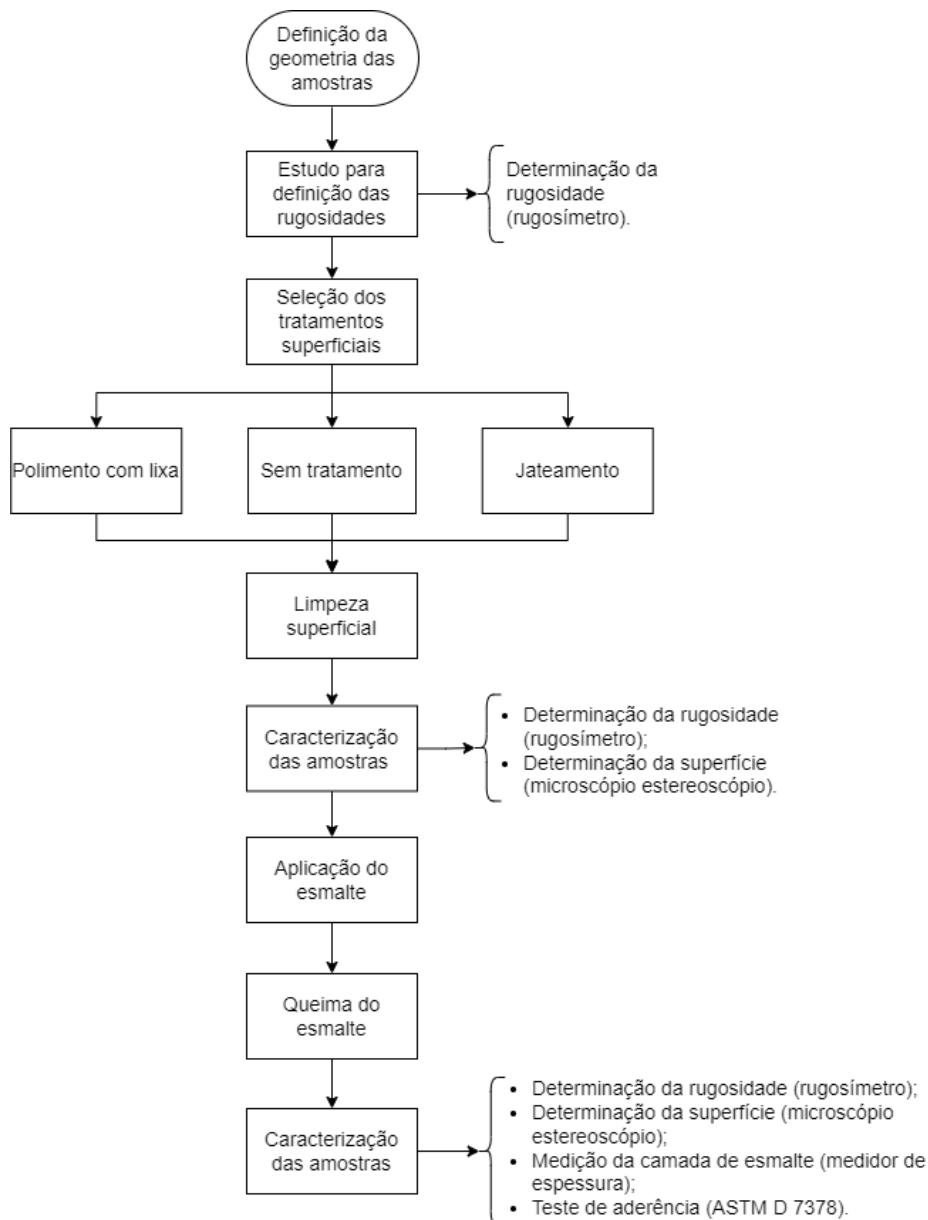 Definição da
geometria das
amostras
Estudo para
definição das
rugosidades
Determinação da
rugosidade
(rugosímetro).
Seleção dos
tratamentos
superficiais
Polimento com lixa
Sem tratamento
Jateamento
Limpeza
superficial
Caracterização
das amostras
• Determinação da rugosidade
(rugosímetro);
• Determinação da superfície
(microscópio estereoscópio).
Aplicação do
esmalte
Queima do
esmalte
Caracterização
das amostras
• Determinação da rugosidade (rugosímetro);
• Determinação da superfície (microscópio
estereoscópio);
• Medição da camada de esmalte (medidor de
espessura);
• Teste de aderência (ASTM D 7378).